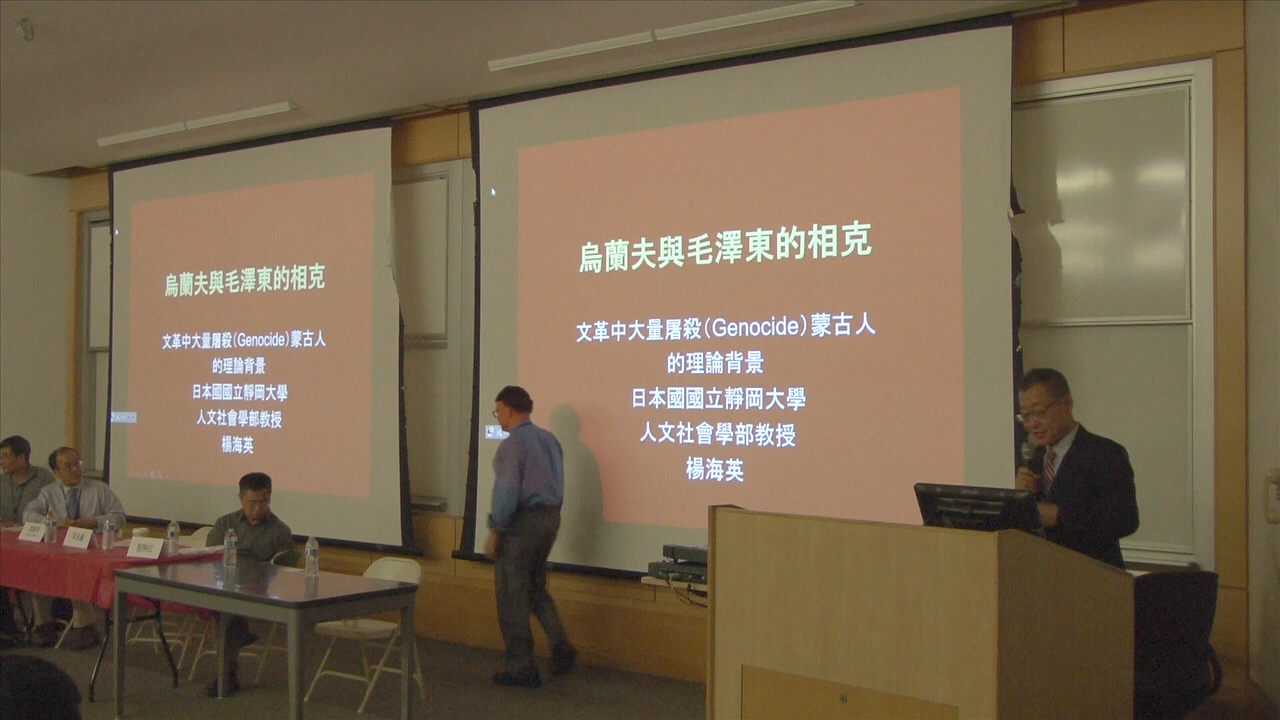 烏蘭夫與毛澤東的相克
文革中大量屠殺(Genocide)蒙古人
的理論背景
日本國國立靜岡大學
人文社會學部教授
楊海英
烏蘭夫與毛澤東的相克
文革中大量屠殺(Genocide)蒙古人
的理論背景
日本國國立靜岡大學
人文社會學部教授
楊海英